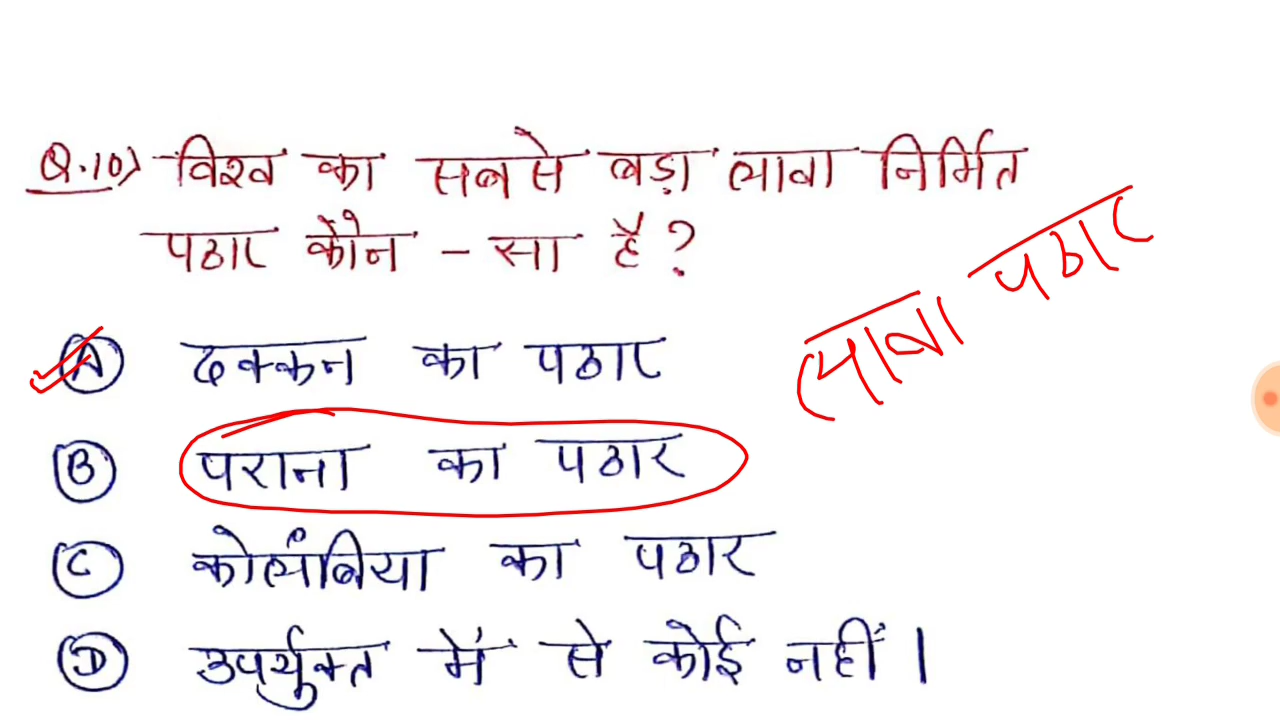 Q.10) विश्व का सबसे बड़ा लावा निर्मित
पठार कौन - सा है ?
लावा पठार
A दक्कन का पठार
B पराना का पठार
C कोलंबिया का पठार
D उपर्युक्त में से कोई नहीं ।